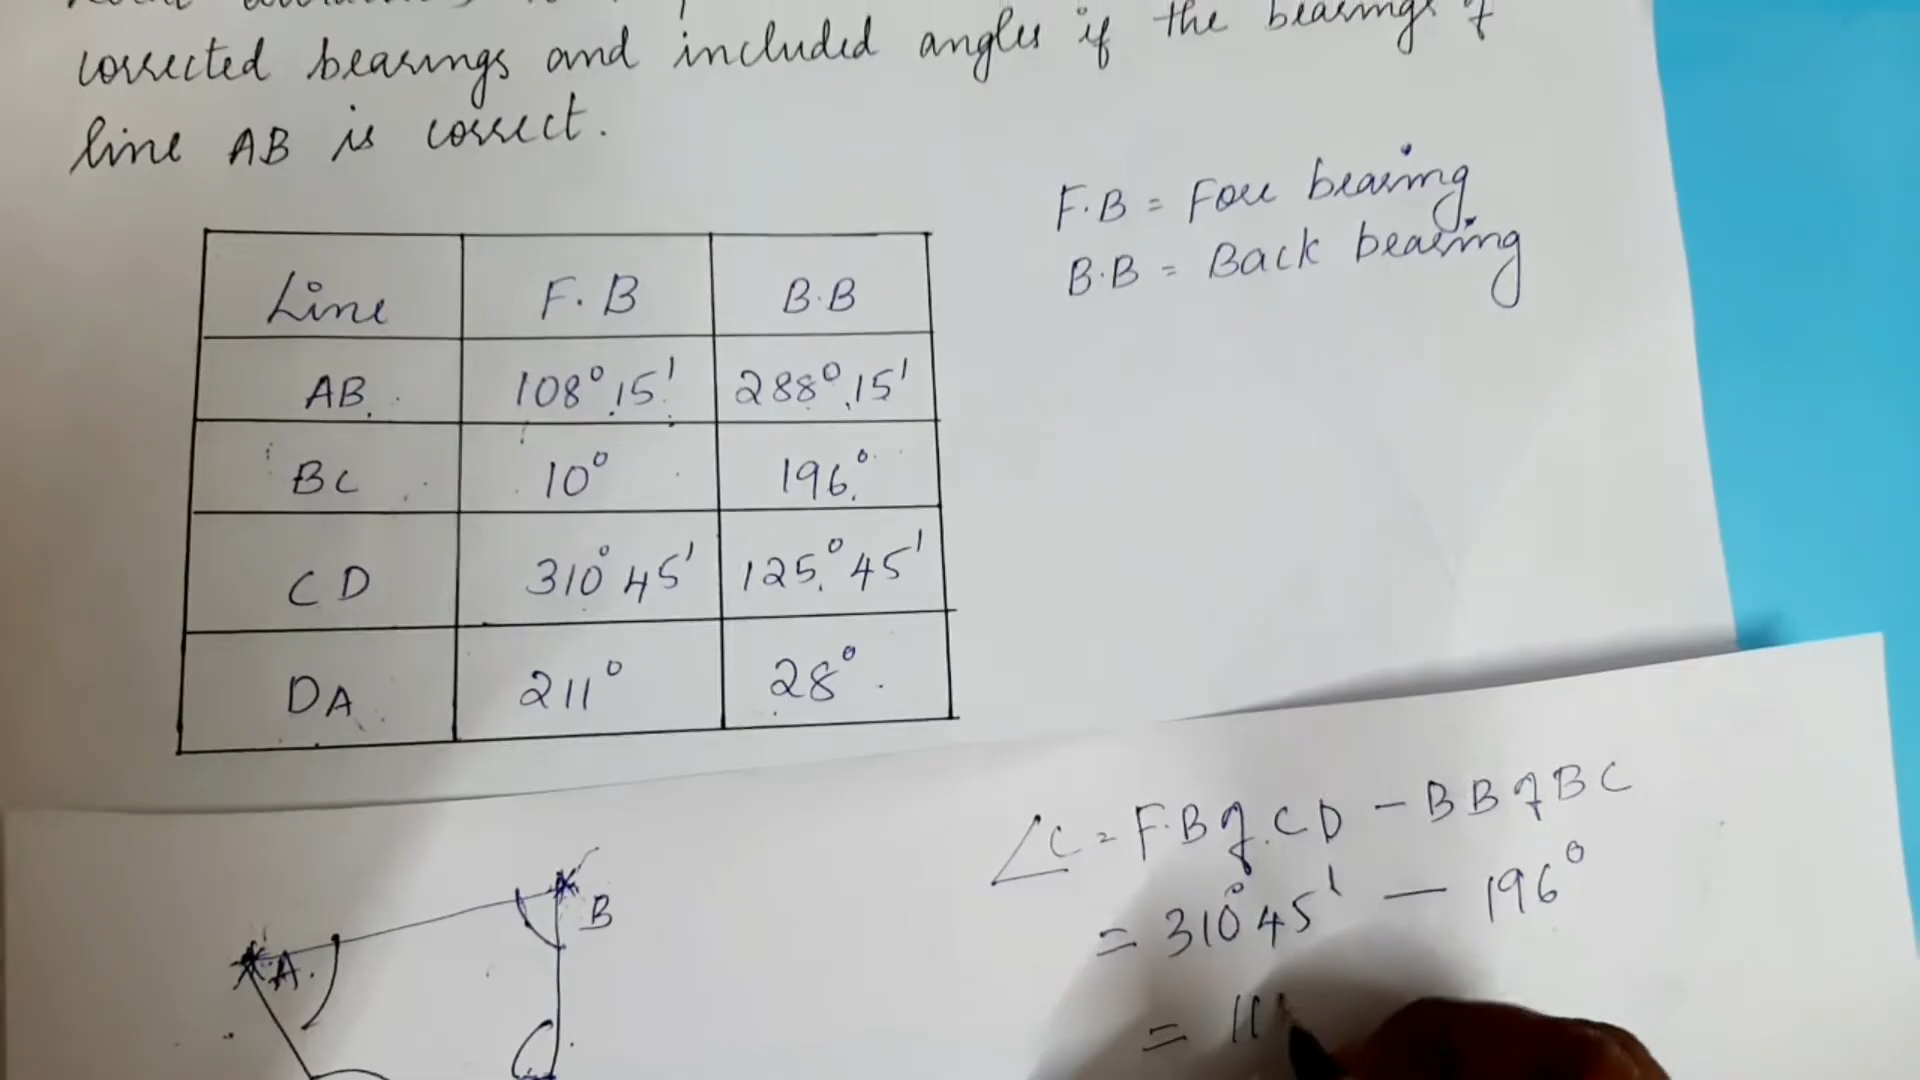 corrected bearings and included angles if the bearings of
line AB is correct.
F.B = Fore bearing
B.B = Back bearing
Line F.B B.B
AB 108° 15' 288° 15'
BC 10° 196°
CD 310° 45' 125° 45'
DA 211° 28°
∠C = F.B of CD - BB of BC
= 310° 45' - 196°
= 11
A
B